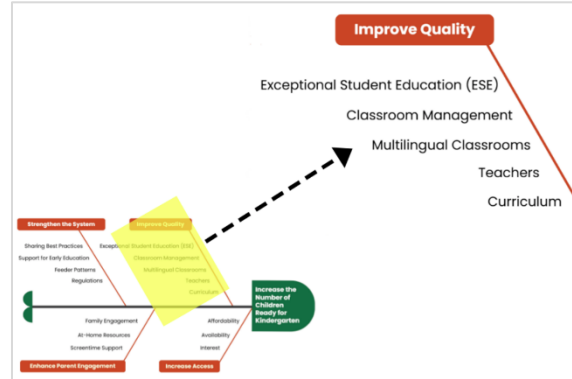 Improve Quality
Exceptional Student Education (ESE)
Classroom Management
Multilingual Classrooms
Teachers
Curriculum
Strengthen the System
Sharing Best Practices
Support for Early Education
Feeder Patterns
Regulations
Improve Quality
Exceptional Student Education (ESE)
Classroom Management
Multilingual Classrooms
Teachers
Curriculum
Increase the
Number of
Children
Ready for
Kindergarten
Family Engagement
At-Home Resources
Screentime Support
Enhance Parent Engagement
Affordability
Availability
Interest
Increase Access